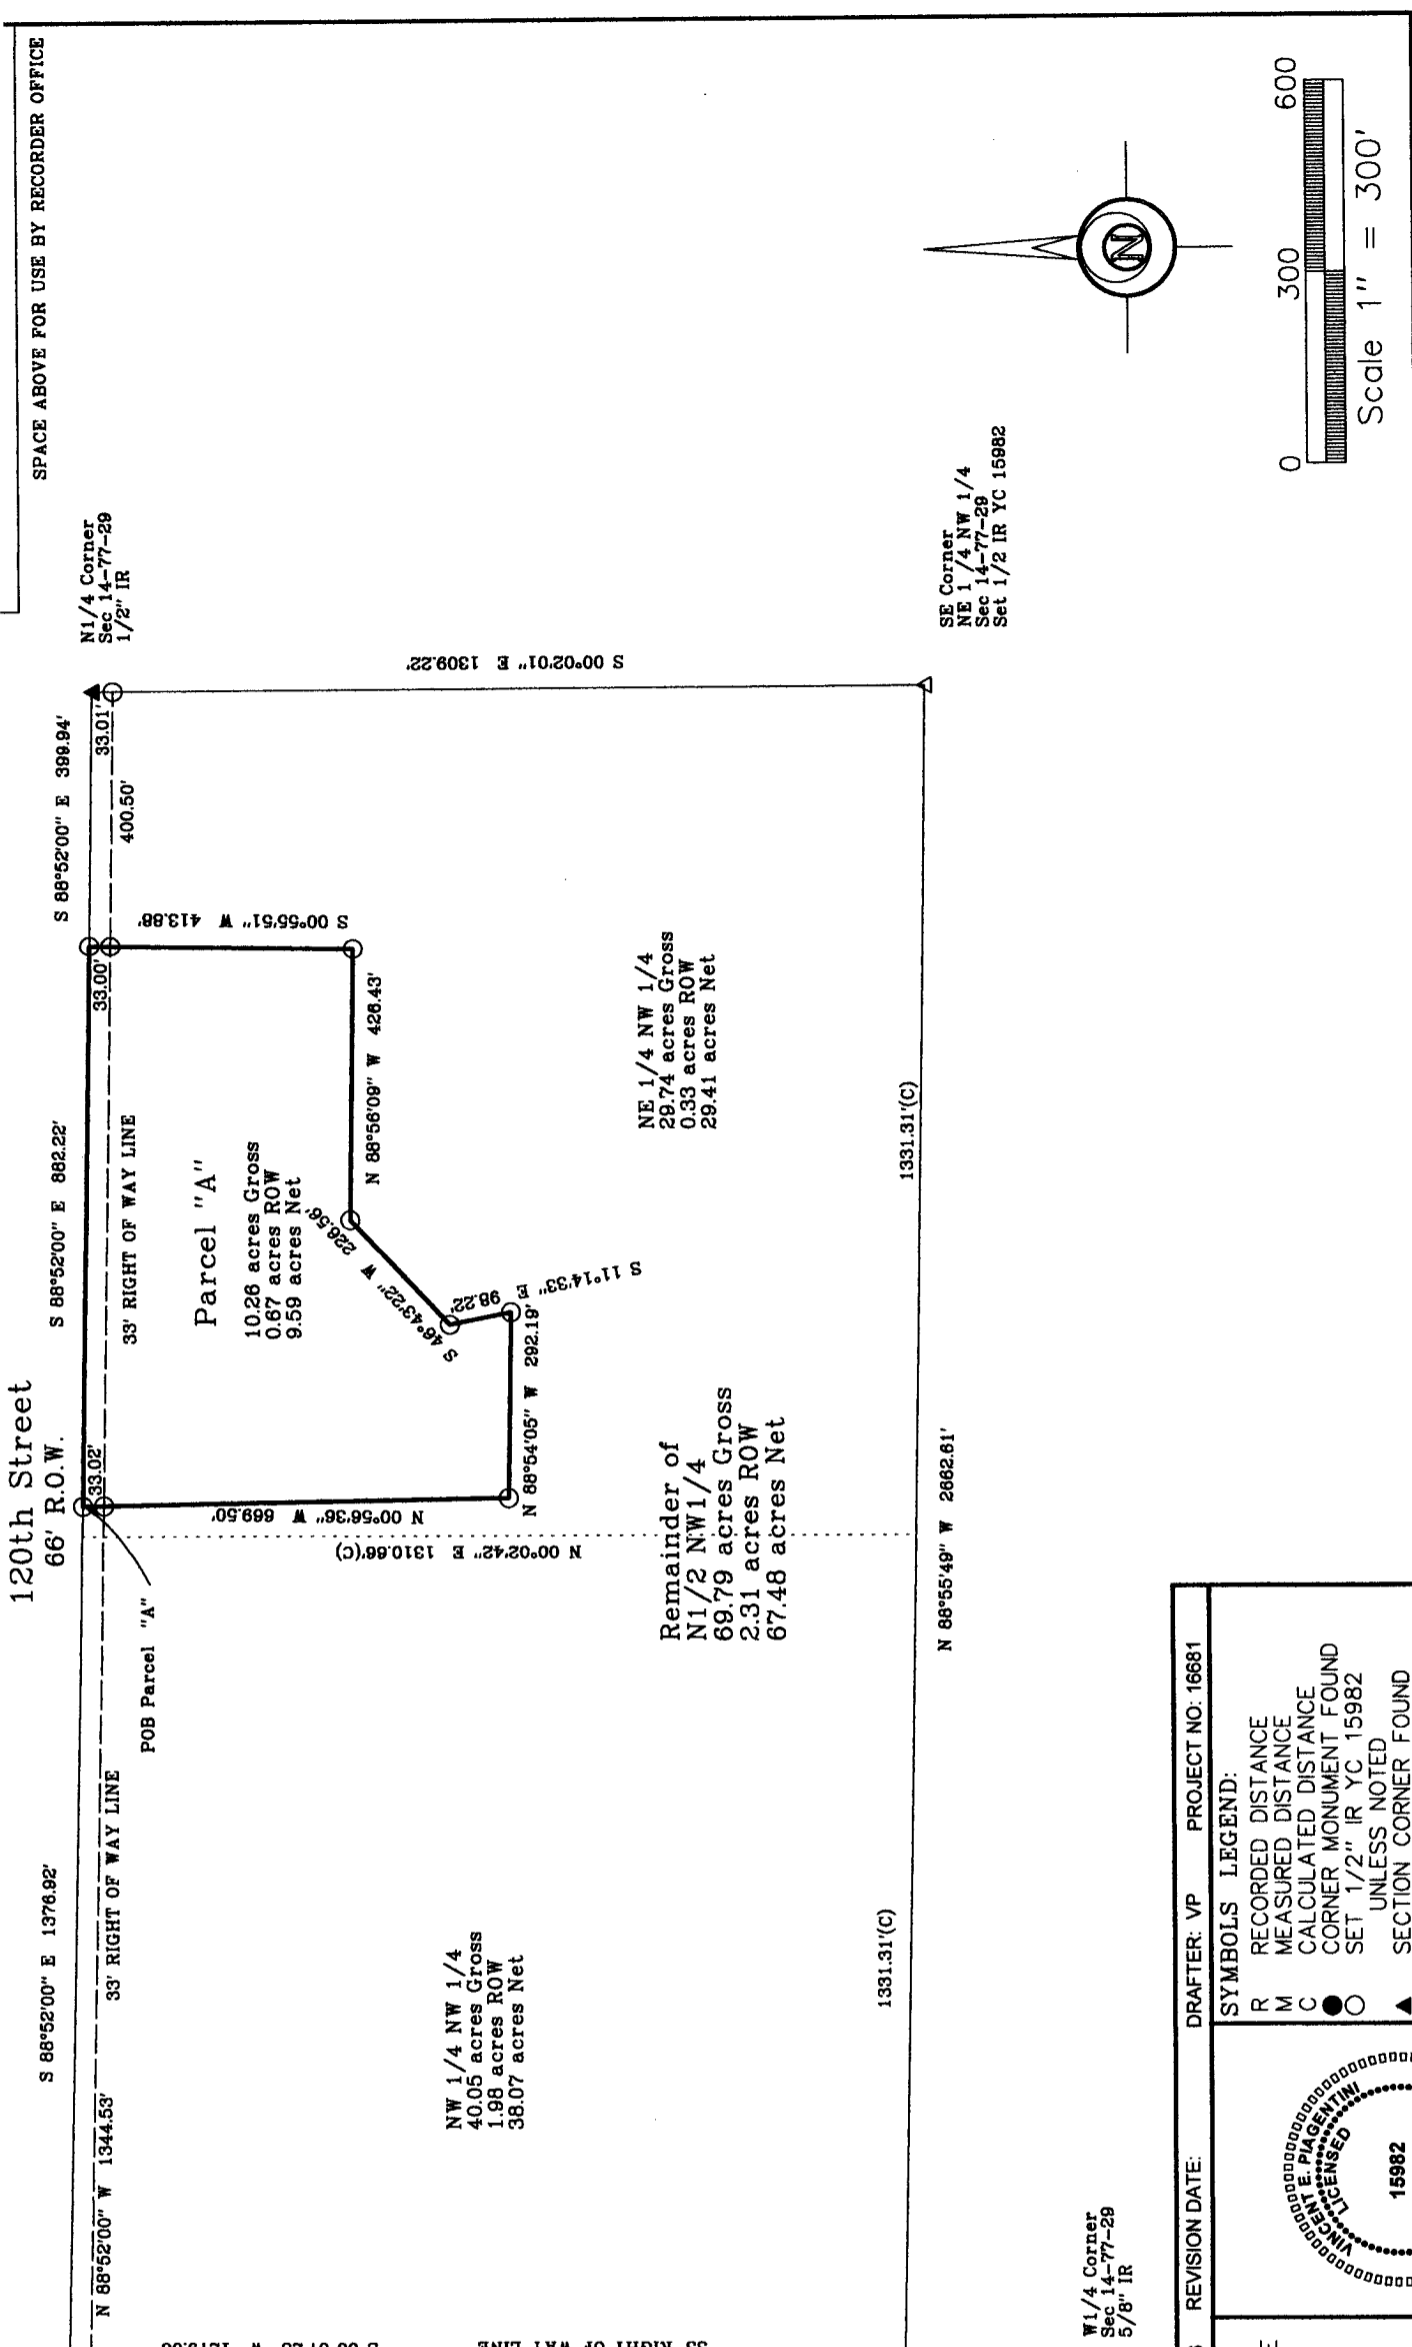 SPACE ABOVE FOR USE BY RECORDER OFFICE
120th Street
66' R.O.W.
S 88°52'00" E 1376.92'
S 88°52'00" E 882.22'
S 88°52'00" E 399.94'
N1/4 Corner
Sec 14-77-29
1/2" IR
N 88°52'00" W 1344.53'
33' RIGHT OF WAY LINE
33.02'
33' RIGHT OF WAY LINE
33.00'
400.50'
33.01'
POB Parcel "A"
Parcel "A"
10.26 acres Gross
0.67 acres ROW
9.59 acres Net
N 00°56'36" W 669.50'
N 00°02'42" E 1310.66'(C)
S 00°55'51" W 413.88'
N 88°56'09" W 426.43'
S 46°43'22" W 226.56'
S 11°14'33" E 98.22'
N 88°54'05" W 292.19'
S 00°02'01" E 1309.22'
NW 1/4 NW 1/4
40.05 acres Gross
1.98 acres ROW
38.07 acres Net
Remainder of
N1/2 NW1/4
69.79 acres Gross
2.31 acres ROW
67.48 acres Net
NE 1/4 NW 1/4
29.74 acres Gross
0.33 acres ROW
29.41 acres Net
1331.31'(C)
1331.31'(C)
N 88°55'49" W 2662.61'
SE Corner
NE 1/4 NW 1/4
Sec 14-77-29
Set 1/2 IR YC 15982
N
W1/4 Corner
Sec 14-77-29
5/8" IR
0 300 600
Scale 1" = 300'
REVISION DATE:
DRAFTER: VP
PROJECT NO: 16681
VINCENT E. PIAGENTINI
LICENSED
15982
SYMBOLS LEGEND:
R RECORDED DISTANCE
M MEASURED DISTANCE
C CALCULATED DISTANCE
CORNER MONUMENT FOUND
SET 1/2" IR YC 15982
UNLESS NOTED
SECTION CORNER FOUND